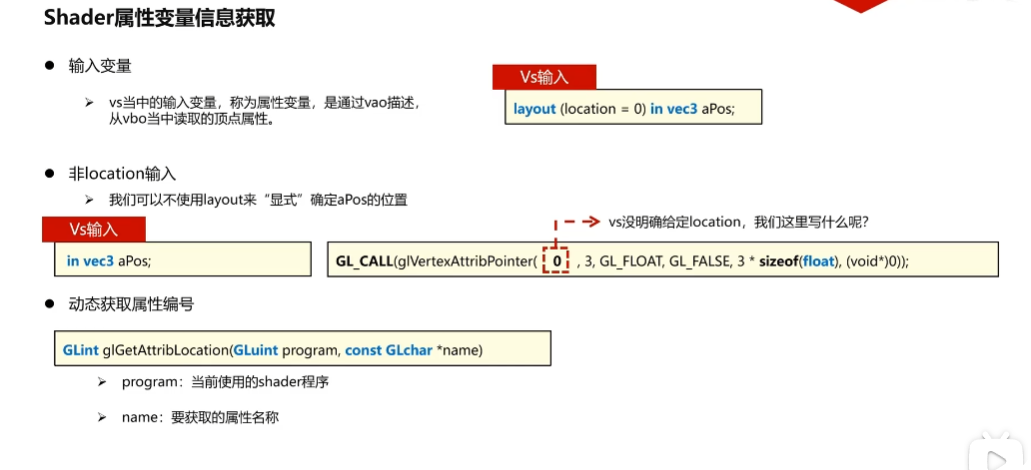 Shader属性变量信息获取
● 输入变量
➢ vs当中的输入变量，称为属性变量，是通过vao描述，
从vbo当中读取的顶点属性。
Vs输入
layout (location = 0) in vec3 aPos;
● 非location输入
➢ 我们可以不使用layout来“显式”确定aPos的位置
Vs输入
in vec3 aPos;
vs没明确给定location，我们这里写什么呢?
GL_CALL(glVertexAttribPointer( 0 , 3, GL_FLOAT, GL_FALSE, 3 * sizeof(float), (void*)0));
● 动态获取属性编号
GLint glGetAttribLocation(GLuint program, const GLchar *name)
➢ program：当前使用的shader程序
➢ name：要获取的属性名称